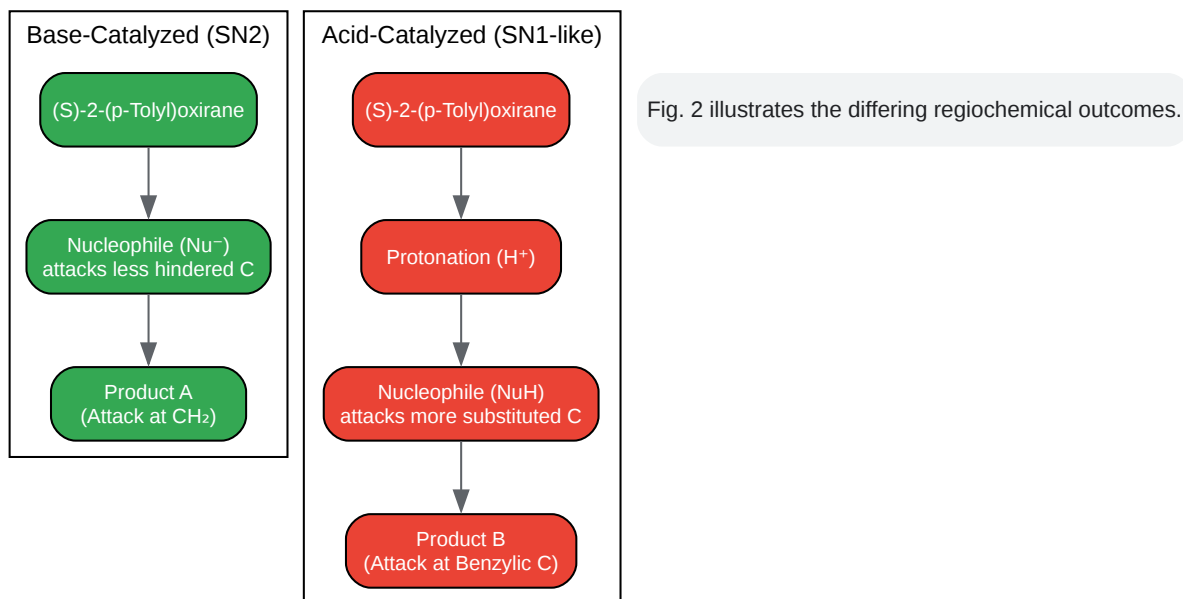 Base-Catalyzed (SN2)
(S)-2-(p-Tolyl)oxirane
Nucleophile (Nu⁻)
attacks less hindered C
Product A
(Attack at CH₂)
Acid-Catalyzed (SN1-like)
(S)-2-(p-Tolyl)oxirane
Protonation (H⁺)
Nucleophile (NuH)
attacks more substituted C
Product B
(Attack at Benzylic C)
Fig. 2 illustrates the differing regiochemical outcomes.